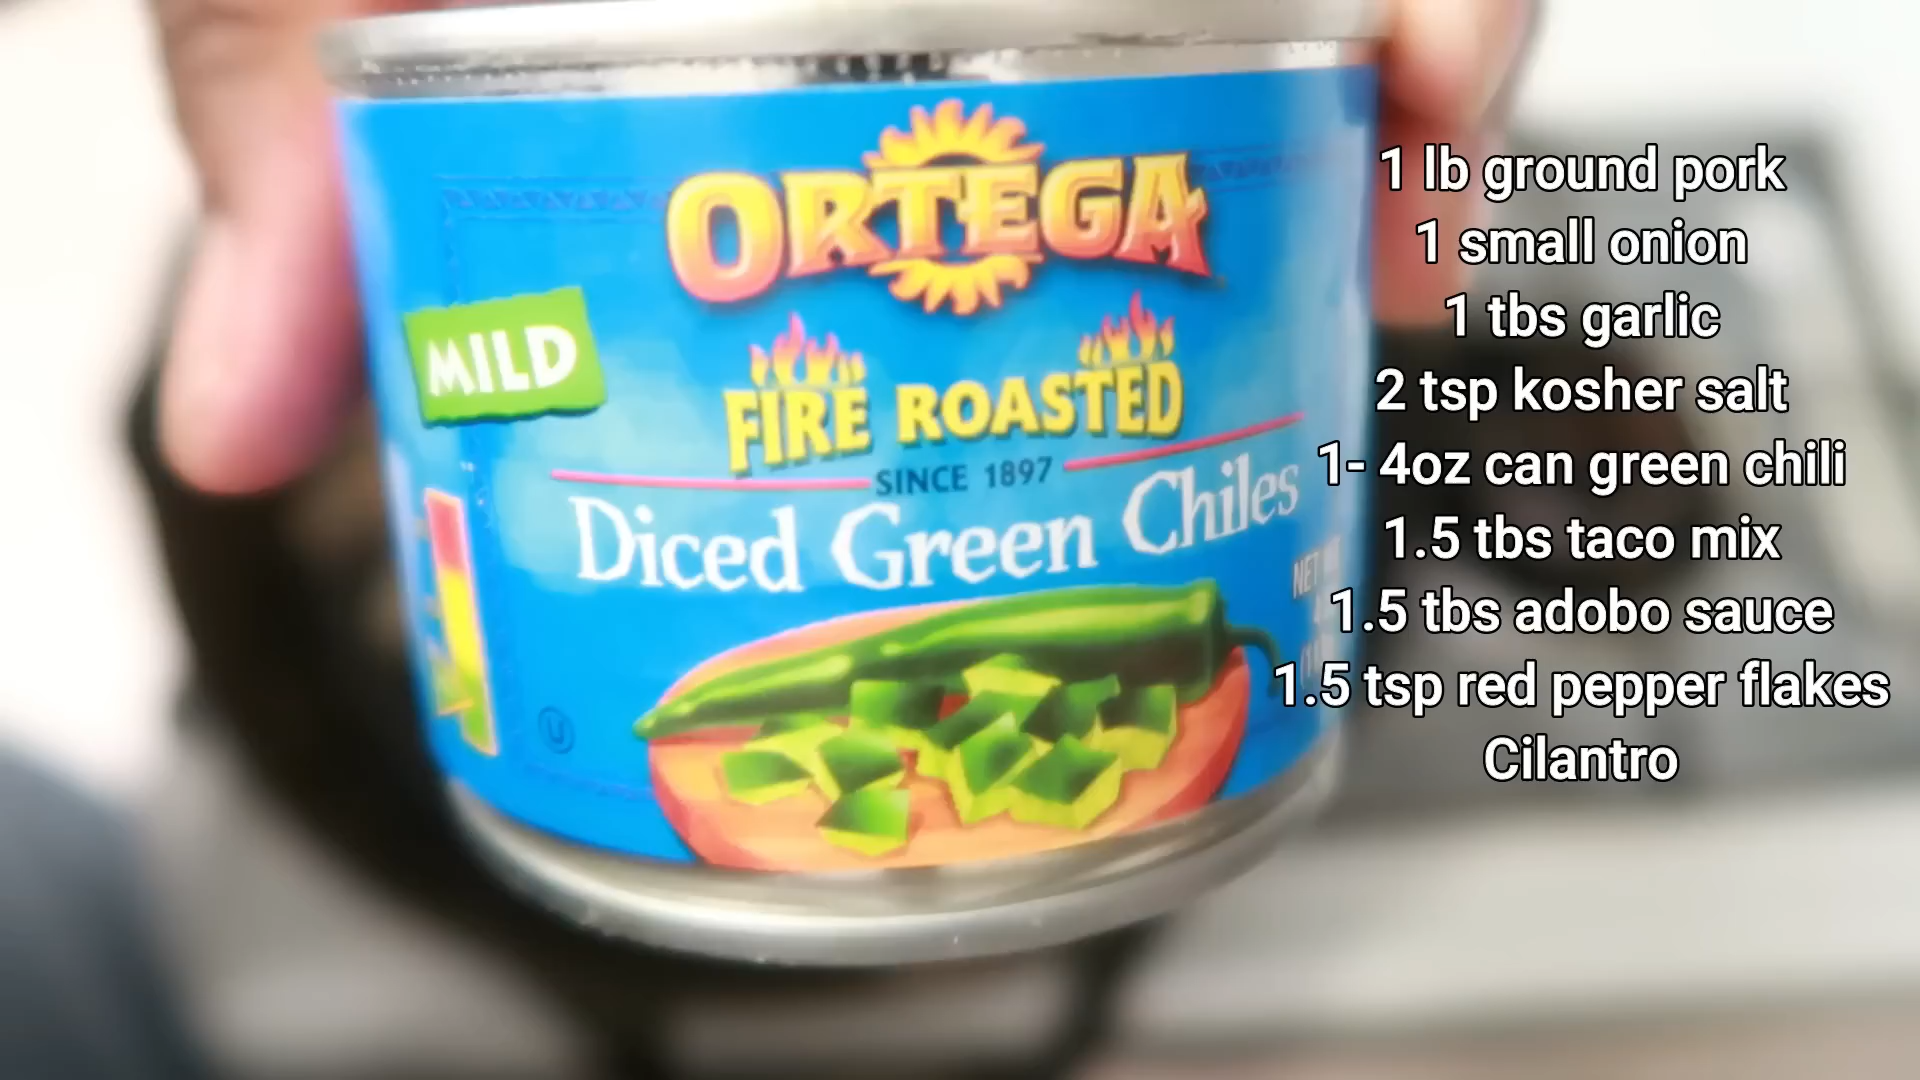 ORTEGA
MILD
FIRE ROASTED
SINCE 1897
Diced Green Chiles
NET
U
1 lb ground pork
1 small onion
1 tbs garlic
2 tsp kosher salt
1- 4oz can green chili
1.5 tbs taco mix
1.5 tbs adobo sauce
1.5 tsp red pepper flakes
Cilantro